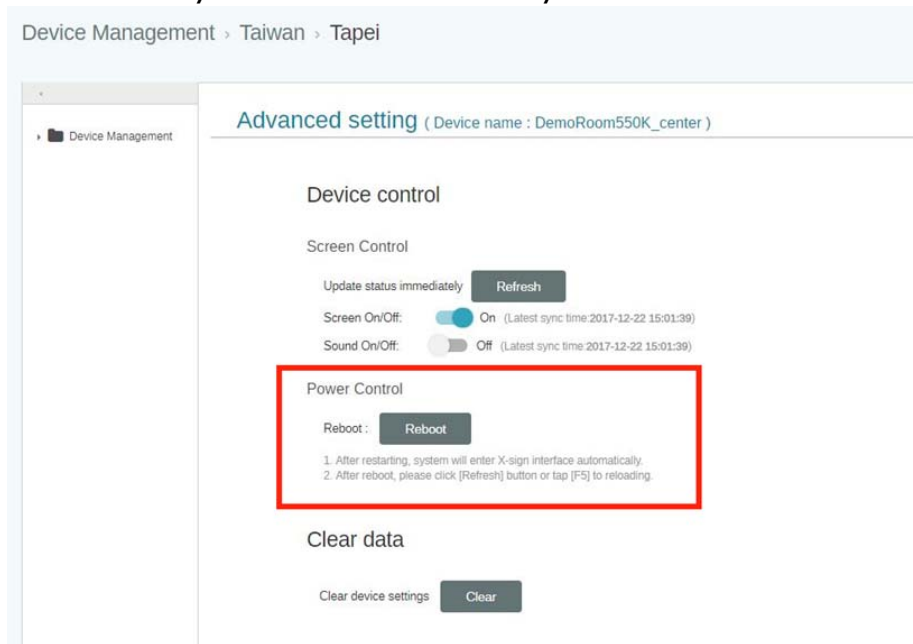 Device Management › Taiwan › Tapei
Device Management
Advanced setting ( Device name : DemoRoom550K_center )
Device control
Screen Control
Update status immediately Refresh
Screen On/Off: On (Latest sync time:2017-12-22 15:01:39)
Sound On/Off: Off (Latest sync time:2017-12-22 15:01:39)
Power Control
Reboot : Reboot
1. After restarting, system will enter X-sign interface automatically.
2. After reboot, please click [Refresh] button or tap [F5] to reloading.
Clear data
Clear device settings Clear